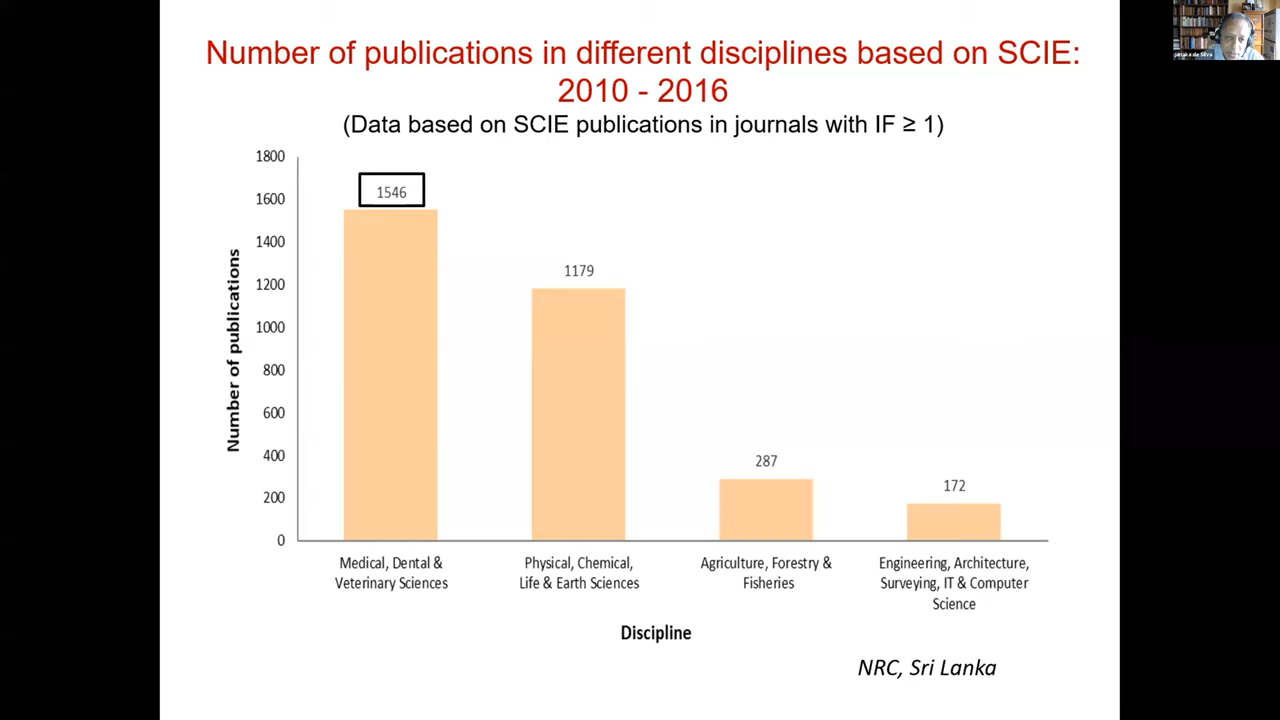 Number of publications in different disciplines based on SCIE:
2010 - 2016
(Data based on SCIE publications in journals with IF ≥ 1)
1800
1600
1400
1200
1000
800
600
400
200
0
Number of publications
1546
1179
287
172
Medical, Dental &
Veterinary Sciences
Physical, Chemical,
Life & Earth Sciences
Agriculture, Forestry &
Fisheries
Engineering, Architecture,
Surveying, IT & Computer
Science
Discipline
NRC, Sri Lanka
de Silva